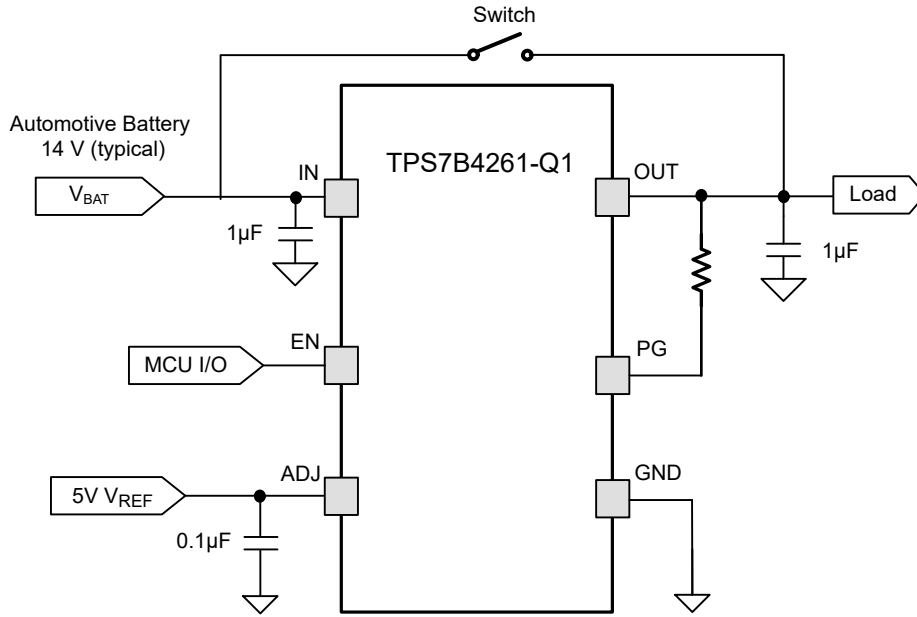 Switch
Automotive Battery
14 V (typical)
TPS7B4261-Q1
IN
OUT
VBAT
Load
1µF
1µF
EN
PG
MCU I/O
ADJ
GND
5V VREF
0.1µF